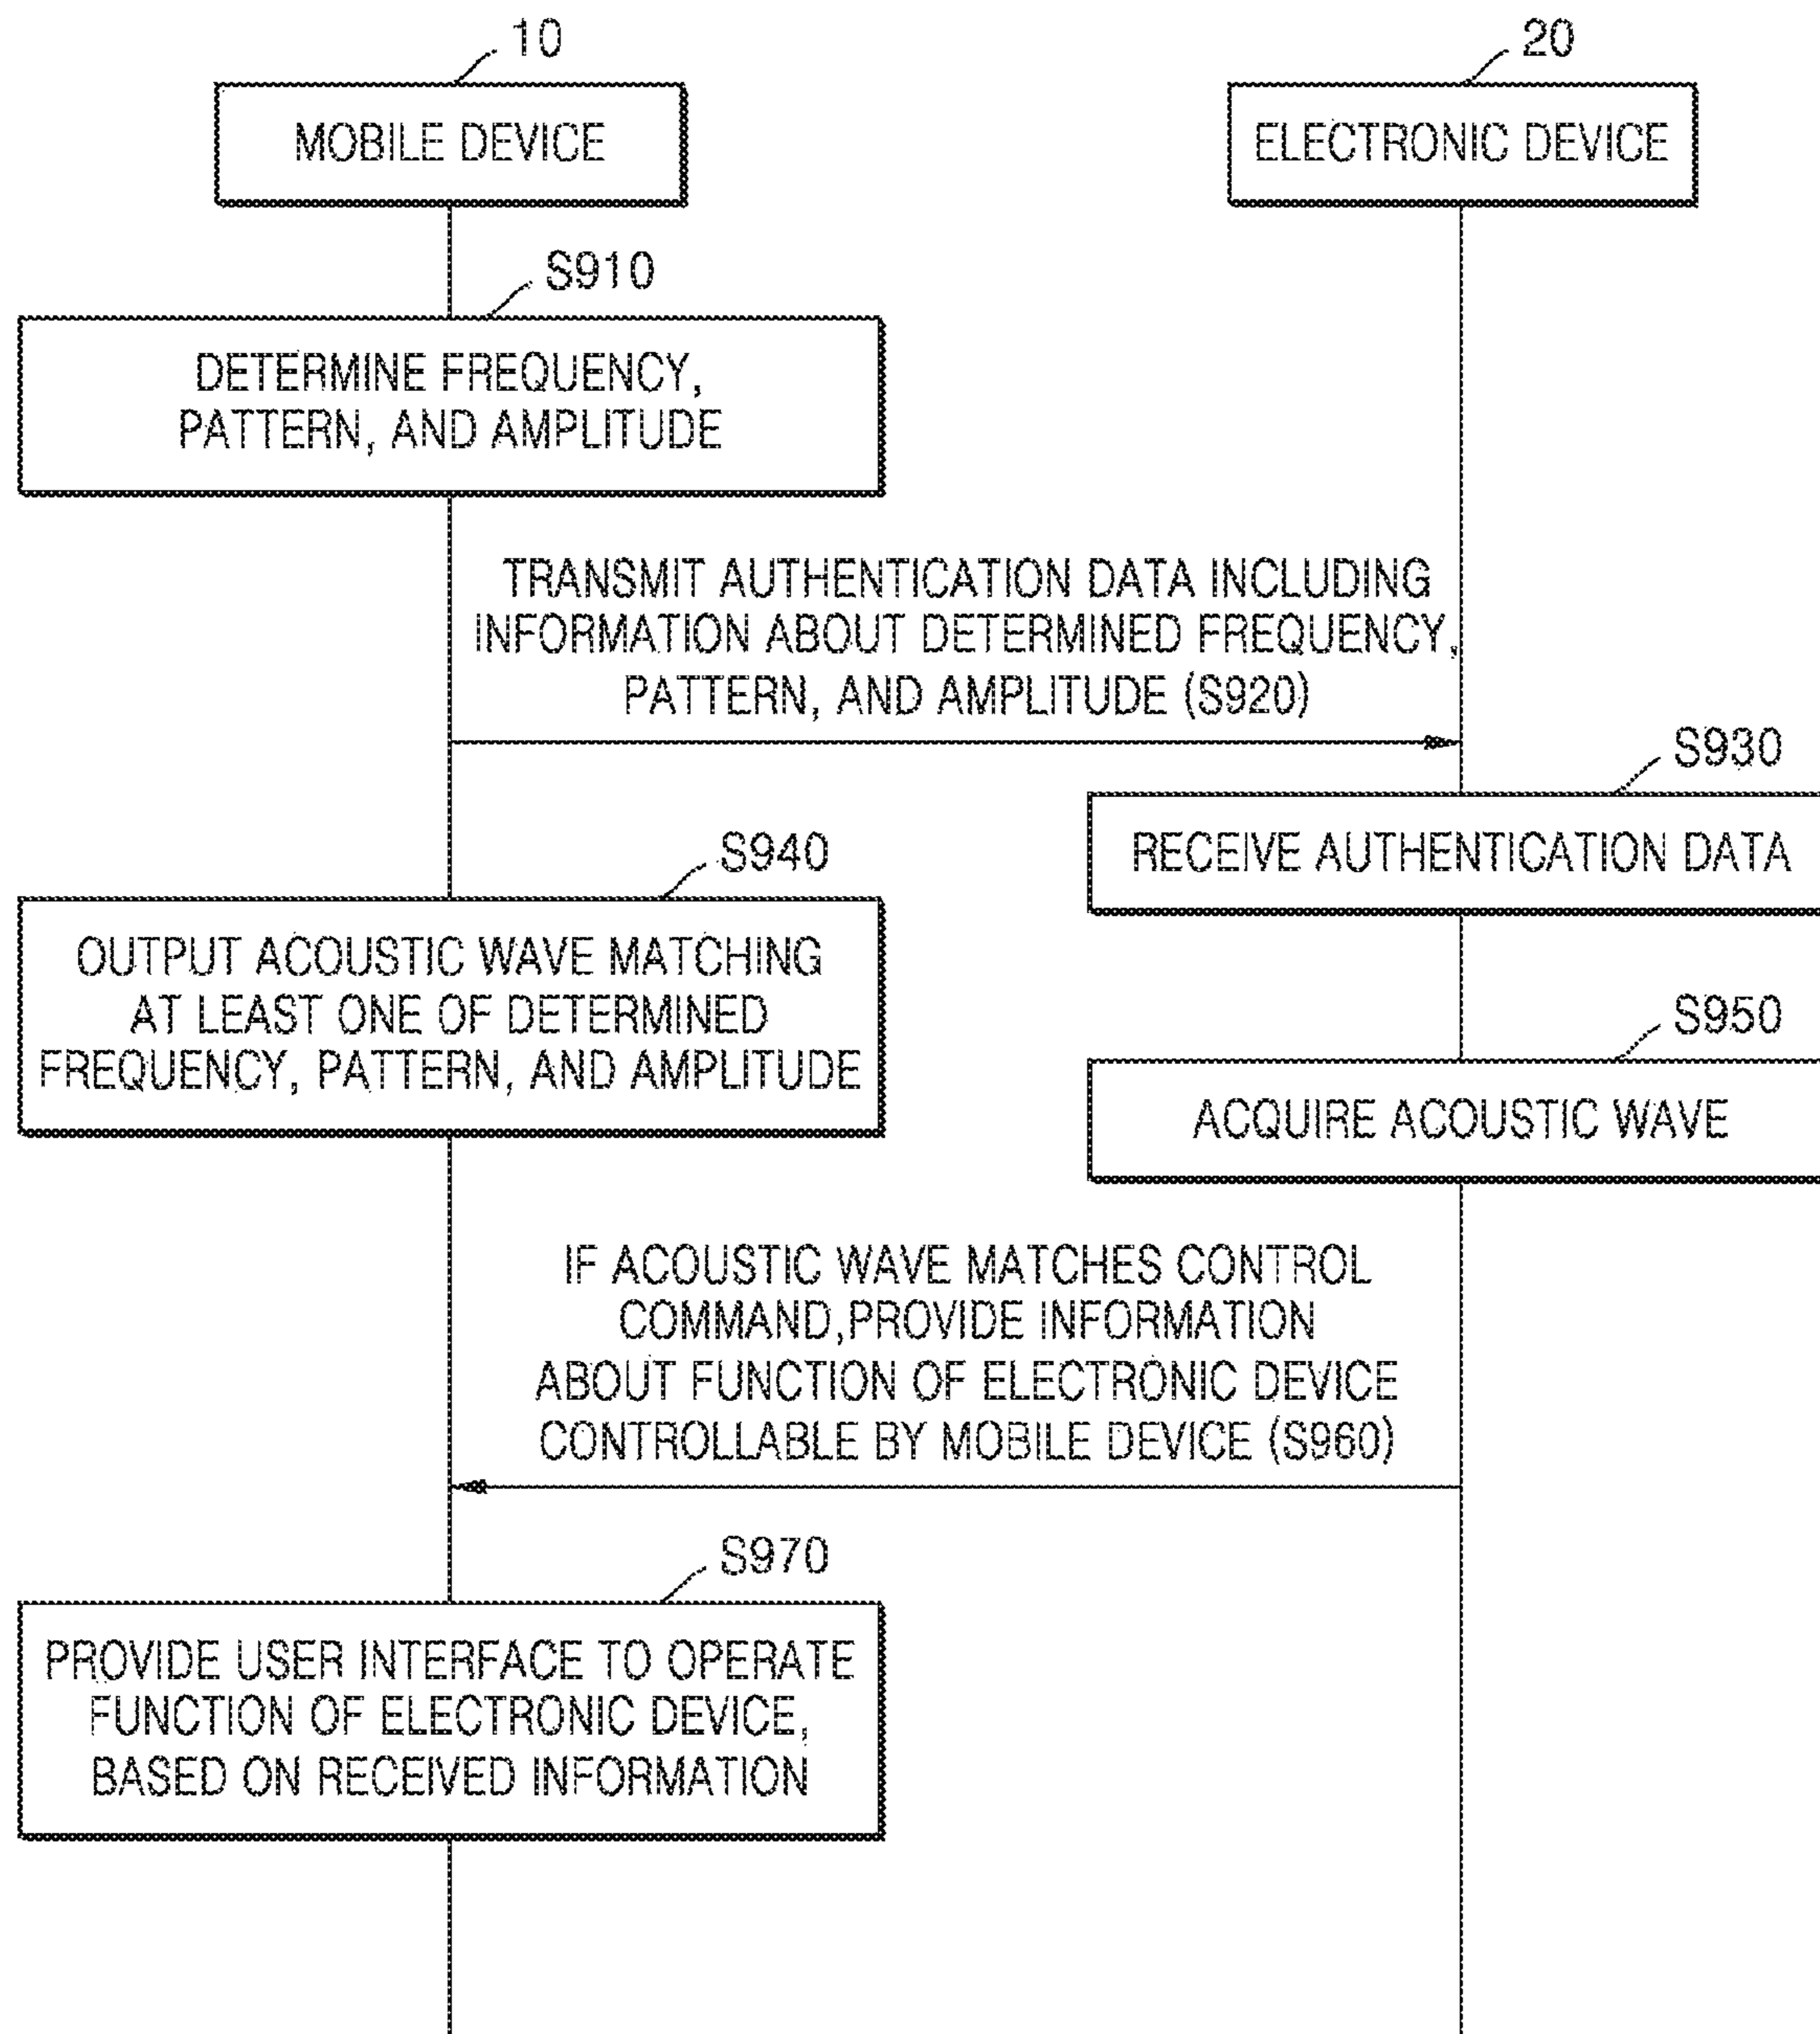 10
20
MOBILE DEVICE
ELECTRONIC DEVICE
S910
DETERMINE FREQUENCY,
PATTERN, AND AMPLITUDE
TRANSMIT AUTHENTICATION DATA INCLUDING
INFORMATION ABOUT DETERMINED FREQUENCY,
PATTERN, AND AMPLITUDE (S920)
S930
RECEIVE AUTHENTICATION DATA
S940
OUTPUT ACOUSTIC WAVE MATCHING
AT LEAST ONE OF DETERMINED
FREQUENCY, PATTERN, AND AMPLITUDE
S950
ACQUIRE ACOUSTIC WAVE
IF ACOUSTIC WAVE MATCHES CONTROL
COMMAND,PROVIDE INFORMATION
ABOUT FUNCTION OF ELECTRONIC DEVICE
CONTROLLABLE BY MOBILE DEVICE (S960)
S970
PROVIDE USER INTERFACE TO OPERATE
FUNCTION OF ELECTRONIC DEVICE,
BASED ON RECEIVED INFORMATION